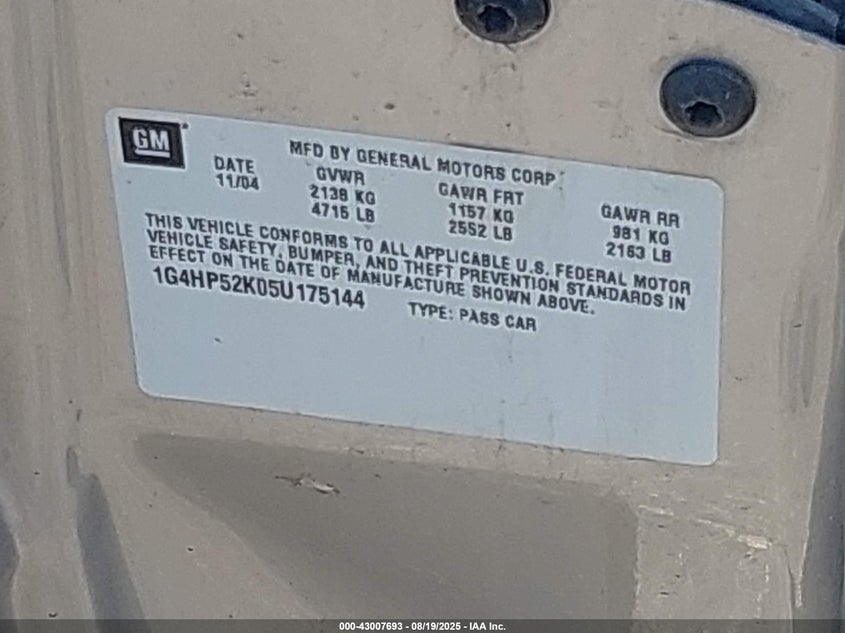 GM
MFD BY GENERAL MOTORS CORP
DATE GVWR GAWR FRT GAWR RR
11/04 2138 KG 1157 KG 981 KG
4715 LB 2552 LB 2163 LB
THIS VEHICLE CONFORMS TO ALL APPLICABLE U.S. FEDERAL MOTOR
VEHICLE SAFETY, BUMPER, AND THEFT PREVENTION STANDARDS IN
EFFECT ON THE DATE OF MANUFACTURE SHOWN ABOVE.
1G4HP52K05U175144 TYPE: PASS CAR
000-43007693 - 08/19/2025 - IAA Inc.